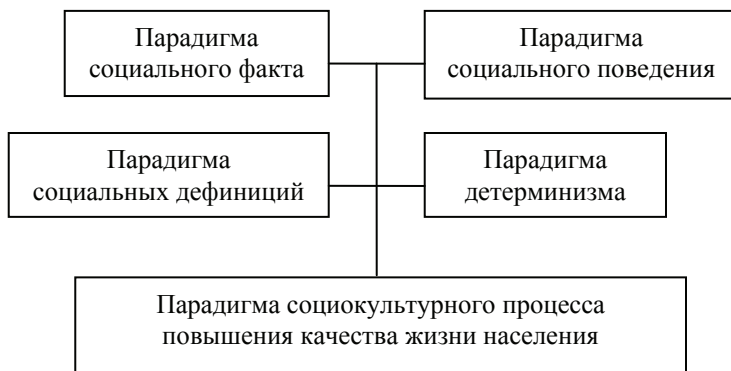 Парадигма
социального факта
Парадигма
социального поведения
Парадигма
социальных дефиниций
Парадигма
детерминизма
Парадигма социокультурного процесса
повышения качества жизни населения